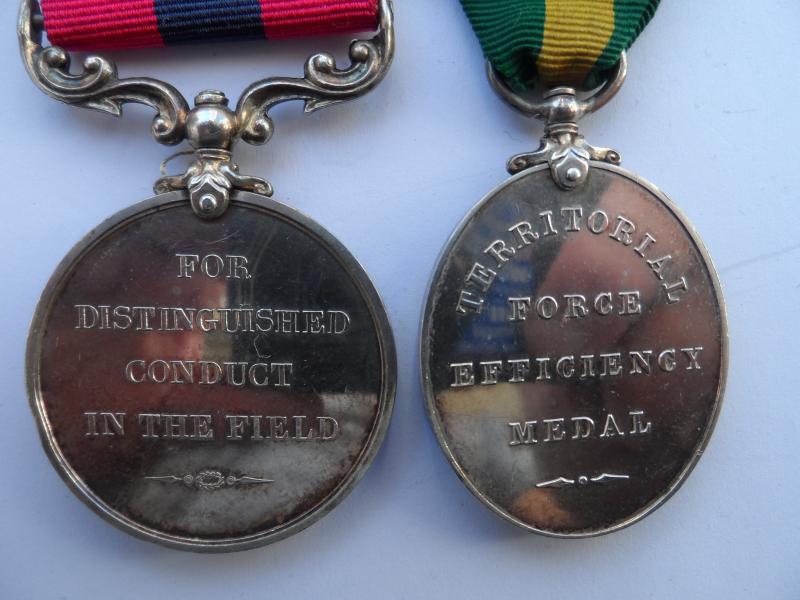 FOR
DISTINGUISHED
CONDUCT
IN THE FIELD
TERRITORIAL
FORCE
EFFICIENCY
MEDAL